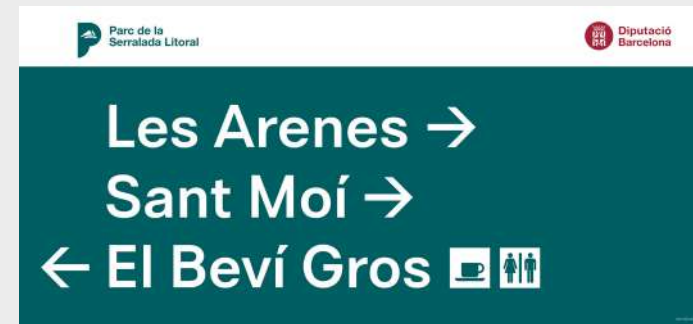 Parc de la
Serralada Litoral
Diputació
Barcelona
Les Arenes →
Sant Moí →
← El Beví Gros